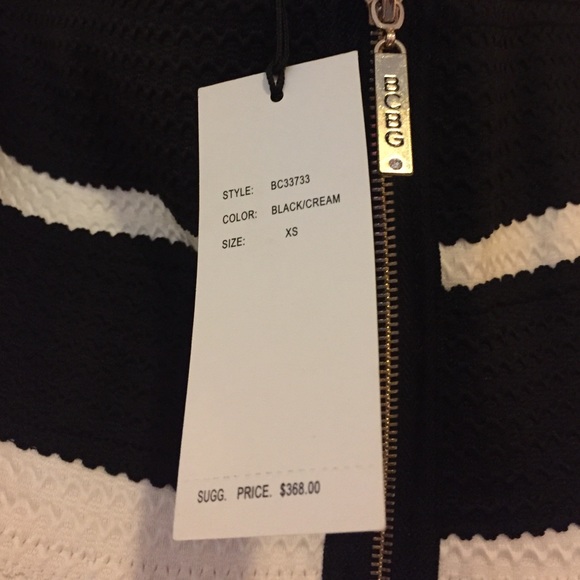 BCBG
STYLE: BC33733
COLOR: BLACK/CREAM
SIZE: XS
SUGG. PRICE. $368.00